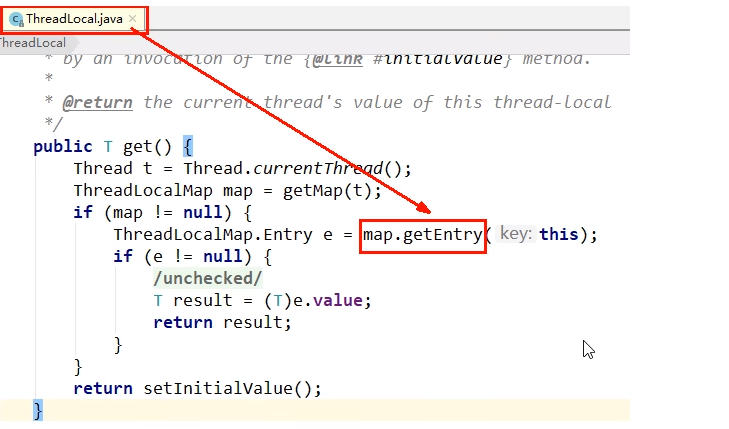 ThreadLocal.java
ThreadLocal
* by an invocation of the {@link #initialValue} method.
*
* @return the current thread's value of this thread-local
*/
public T get() {
Thread t = Thread.currentThread();
ThreadLocalMap map = getMap(t);
if (map != null) {
ThreadLocalMap.Entry e = map.getEntry( key: this);
if (e != null) {
/unchecked/
T result = (T)e.value;
return result;
}
}
return setInitialValue();
}